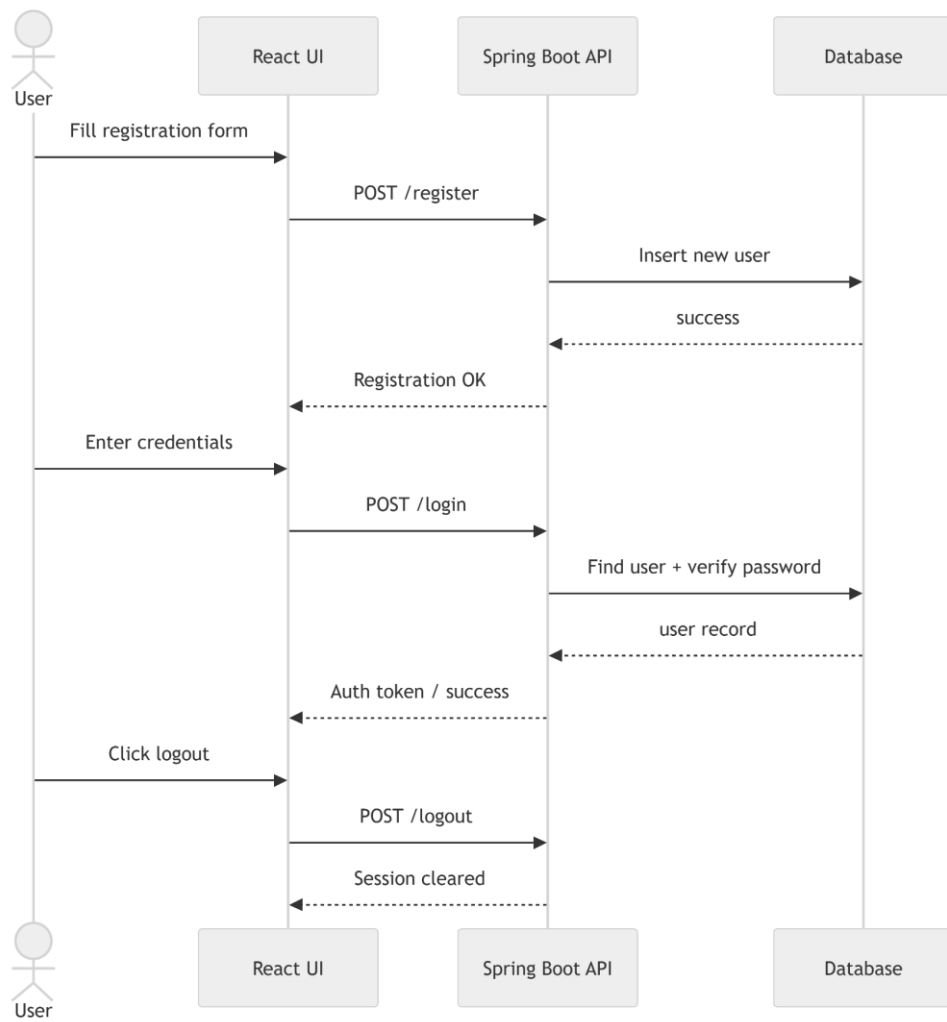 User
React UI
Spring Boot API
Database
Fill registration form
POST /register
Insert new user
success
Registration OK
Enter credentials
POST /login
Find user + verify password
user record
Auth token / success
Click logout
POST /logout
Session cleared
User
React UI
Spring Boot API
Database